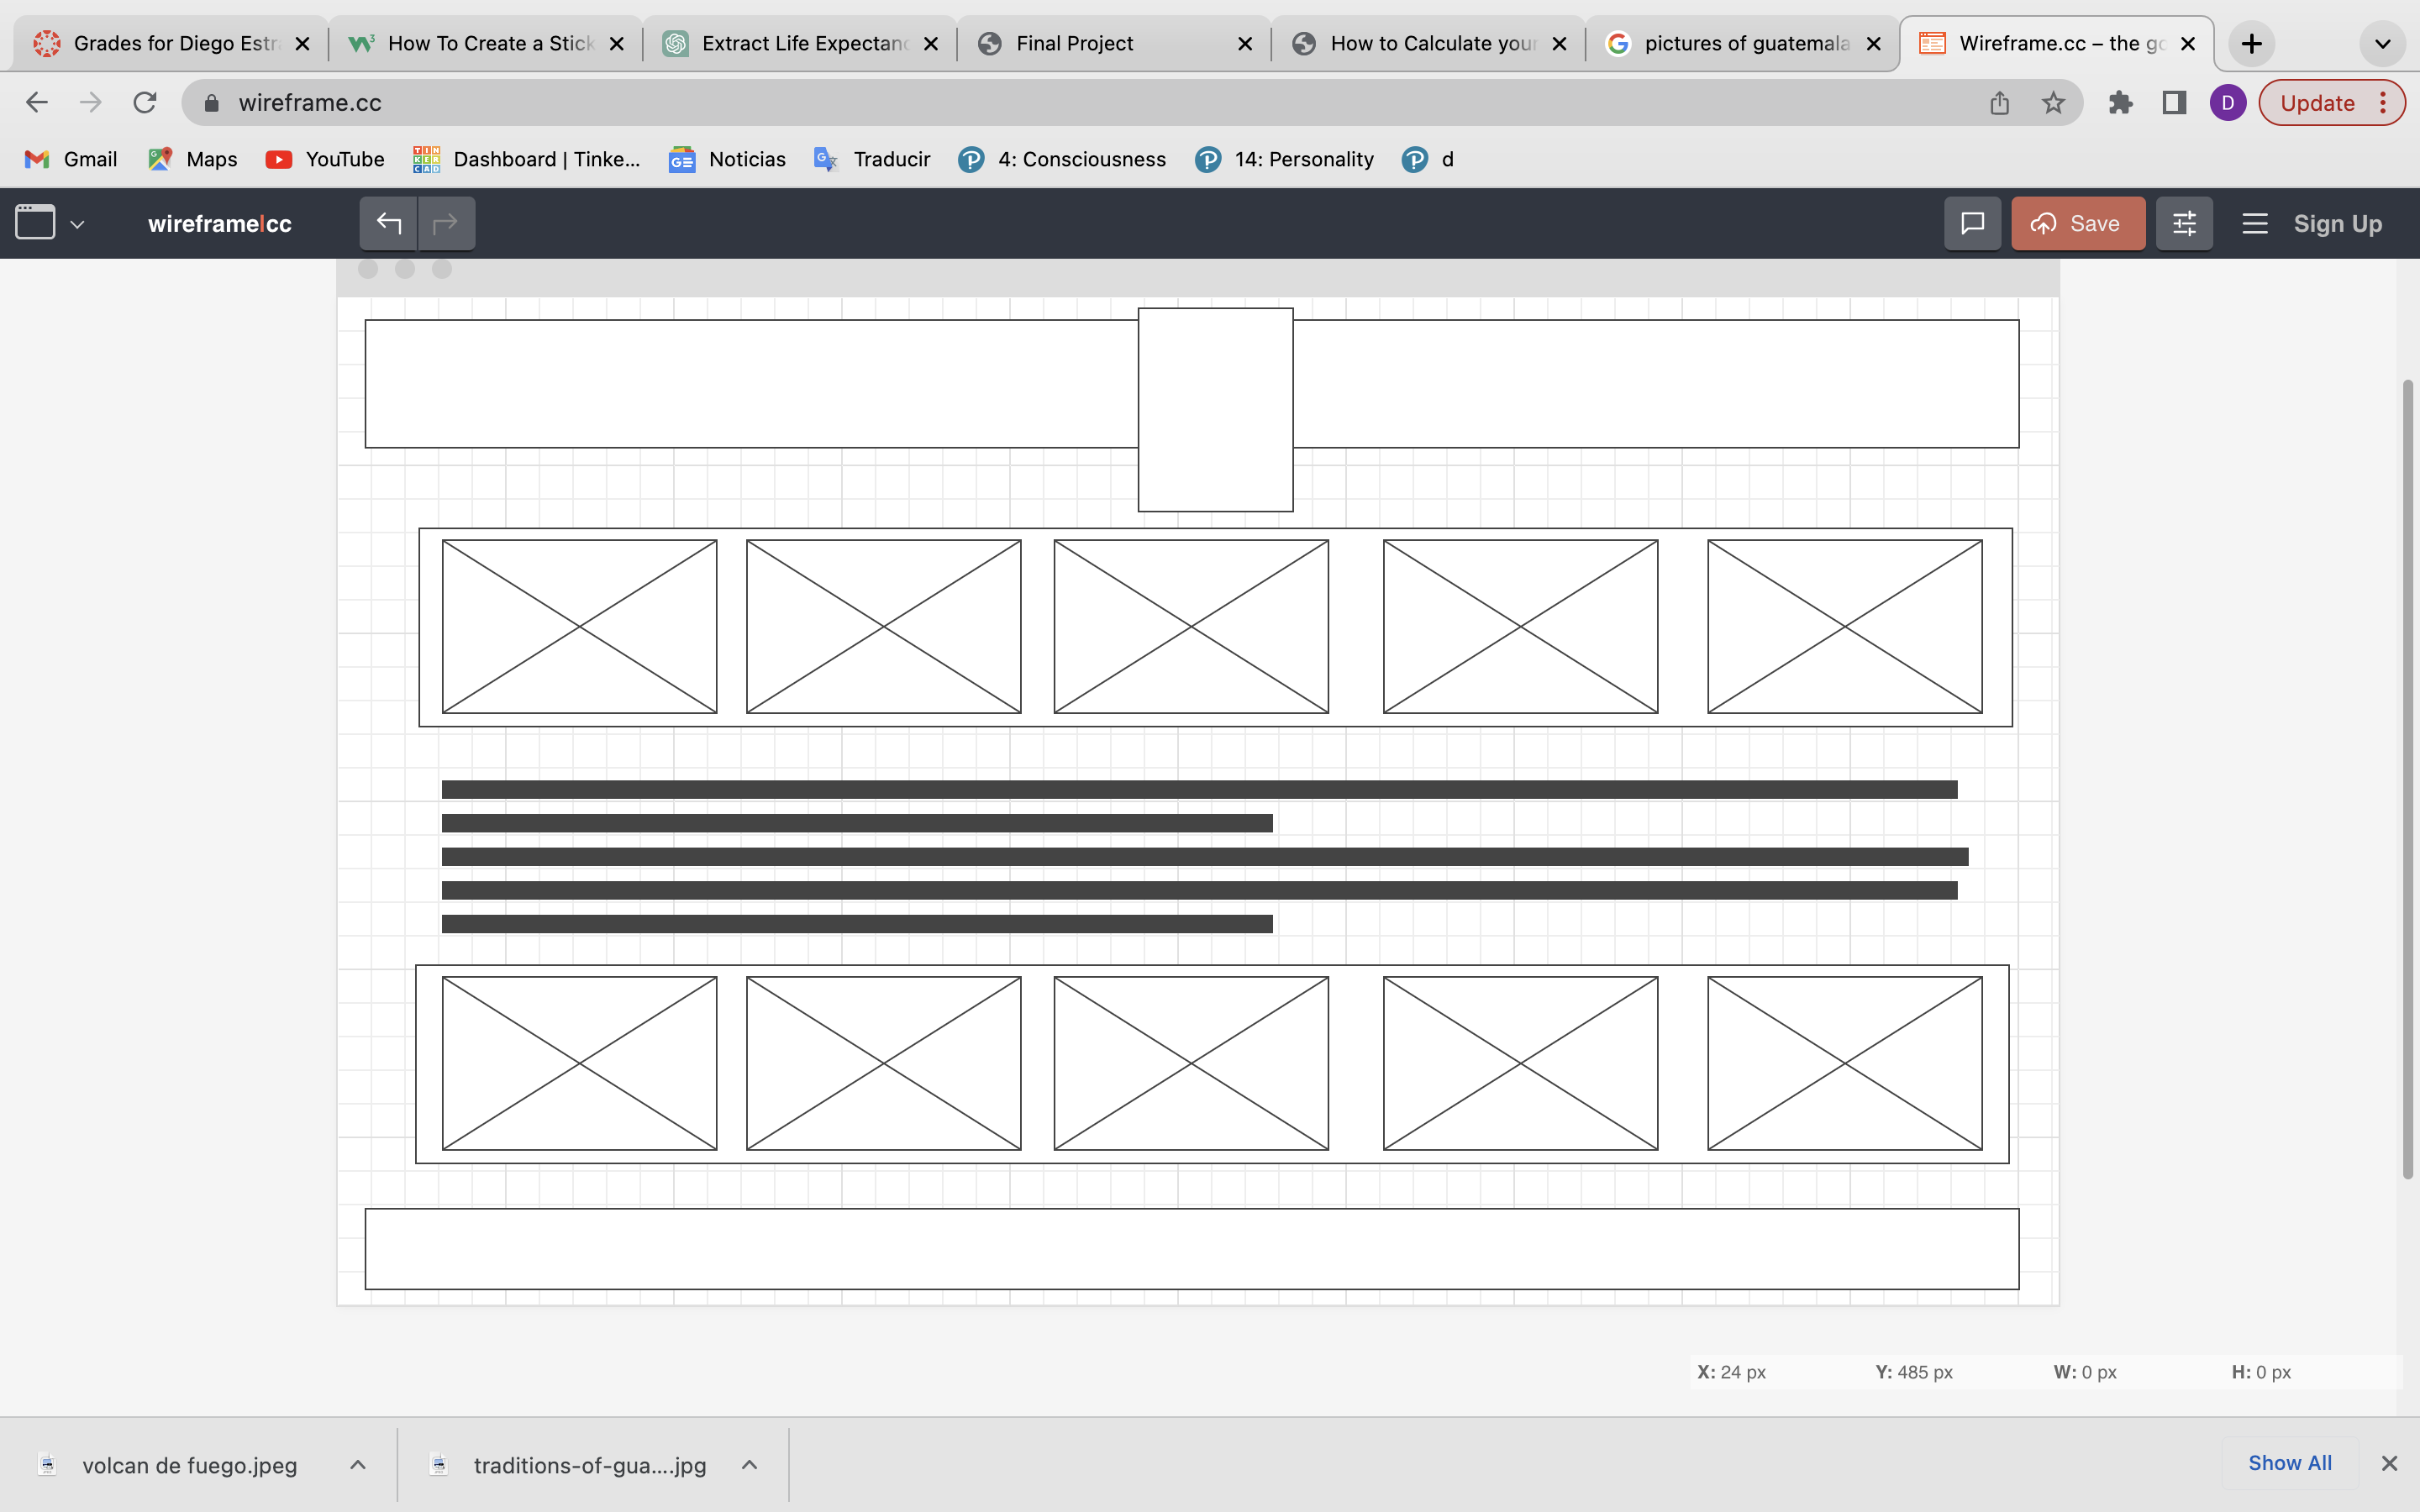 Grades for Diego Estr
How To Create a Stick
Extract Life Expectanc
Final Project
How to Calculate your
pictures of guatemala
Wireframe.cc – the go
wireframe.cc
D
Update
Gmail
Maps
YouTube
Dashboard | Tinke...
Noticias
Traducir
4: Consciousness
14: Personality
d
wireframe|cc
Save
Sign Up
X: 24 px
Y: 485 px
W: 0 px
H: 0 px
volcan de fuego.jpeg
traditions-of-gua....jpg
Show All